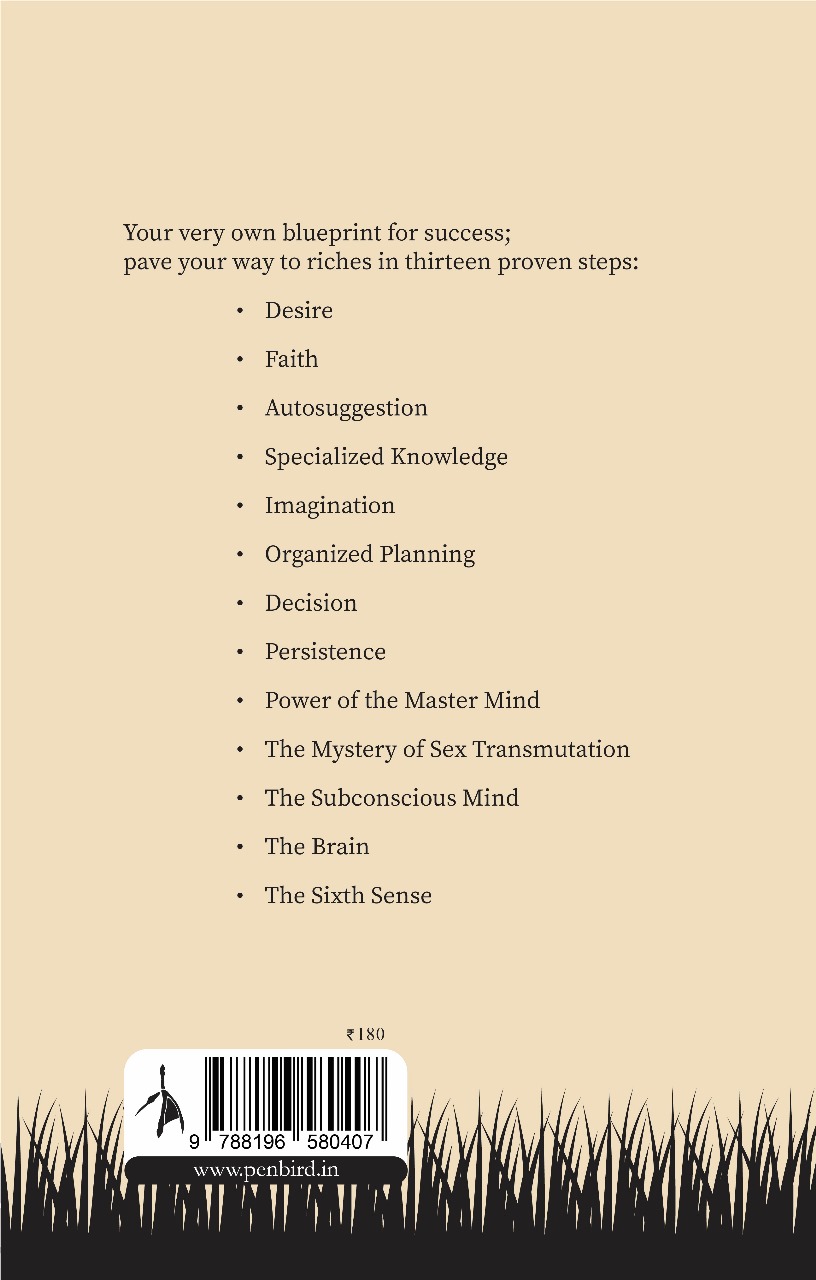 Your very own blueprint for success;
pave your way to riches in thirteen proven steps:
• Desire
• Faith
• Autosuggestion
• Specialized Knowledge
• Imagination
• Organized Planning
• Decision
• Persistence
• Power of the Master Mind
• The Mystery of Sex Transmutation
• The Subconscious Mind
• The Brain
• The Sixth Sense
₹180
9 788196 580407
www.penbird.in